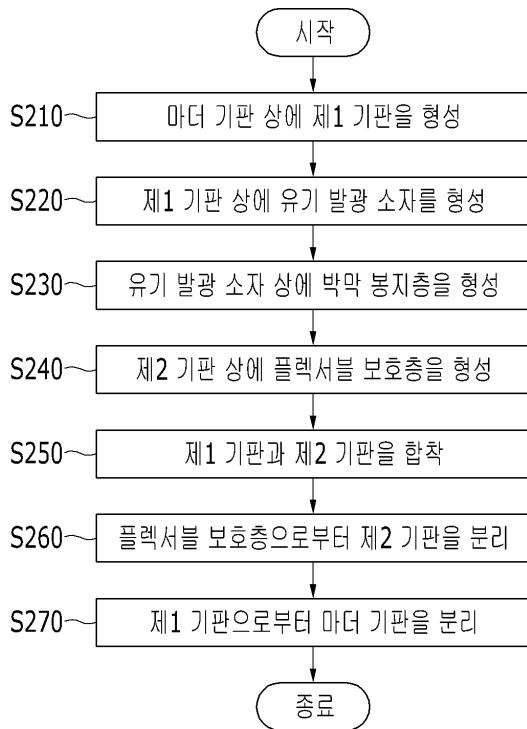 시작
S210 마더 기판 상에 제1 기판을 형성
S220 제1 기판 상에 유기 발광 소자를 형성
S230 유기 발광 소자 상에 박막 봉지층을 형성
S240 제2 기판 상에 플렉서블 보호층을 형성
S250 제1 기판과 제2 기판을 합착
S260 플렉서블 보호층으로부터 제2 기판을 분리
S270 제1 기판으로부터 마더 기판을 분리
종료